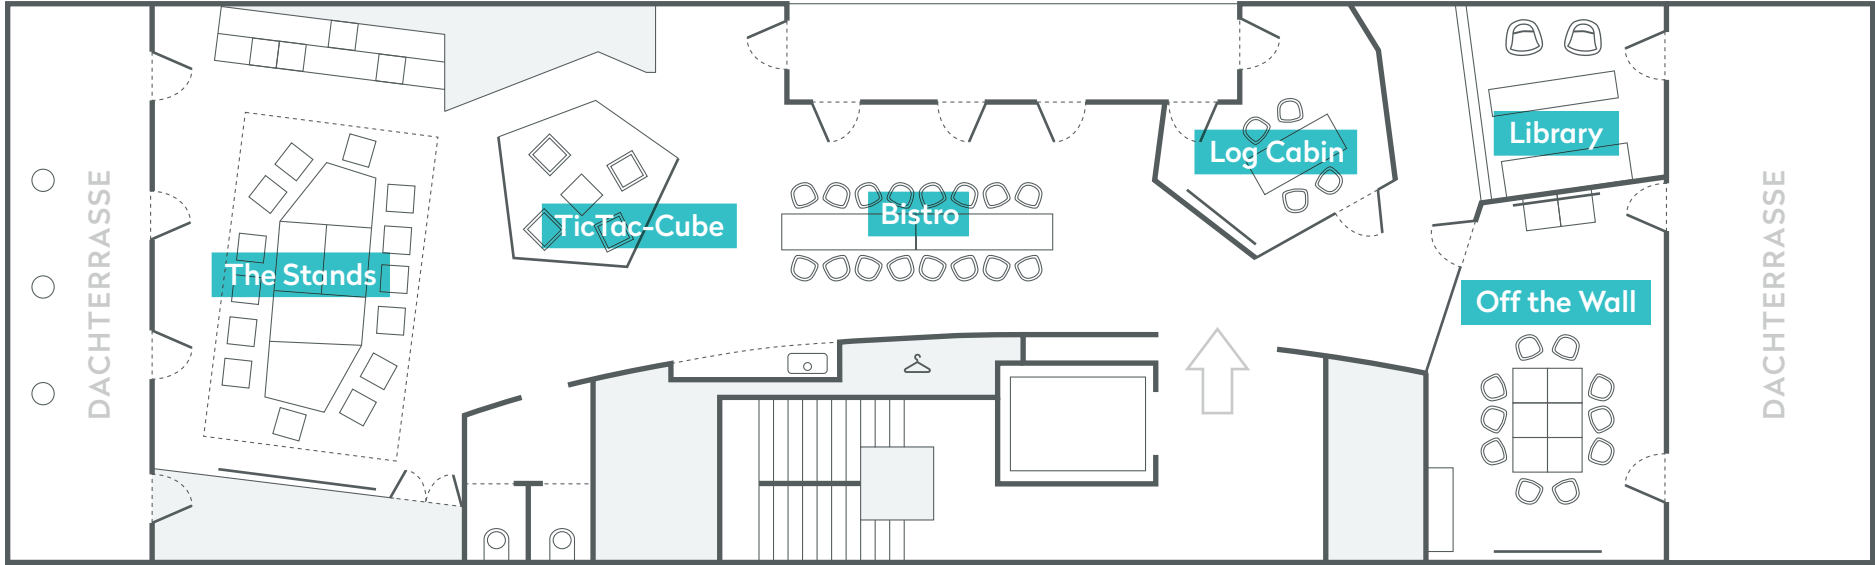 DACHTERRASSE
The Stands
TicTac-Cube
Bistro
Log Cabin
Library
Off the Wall
DACHTERRASSE